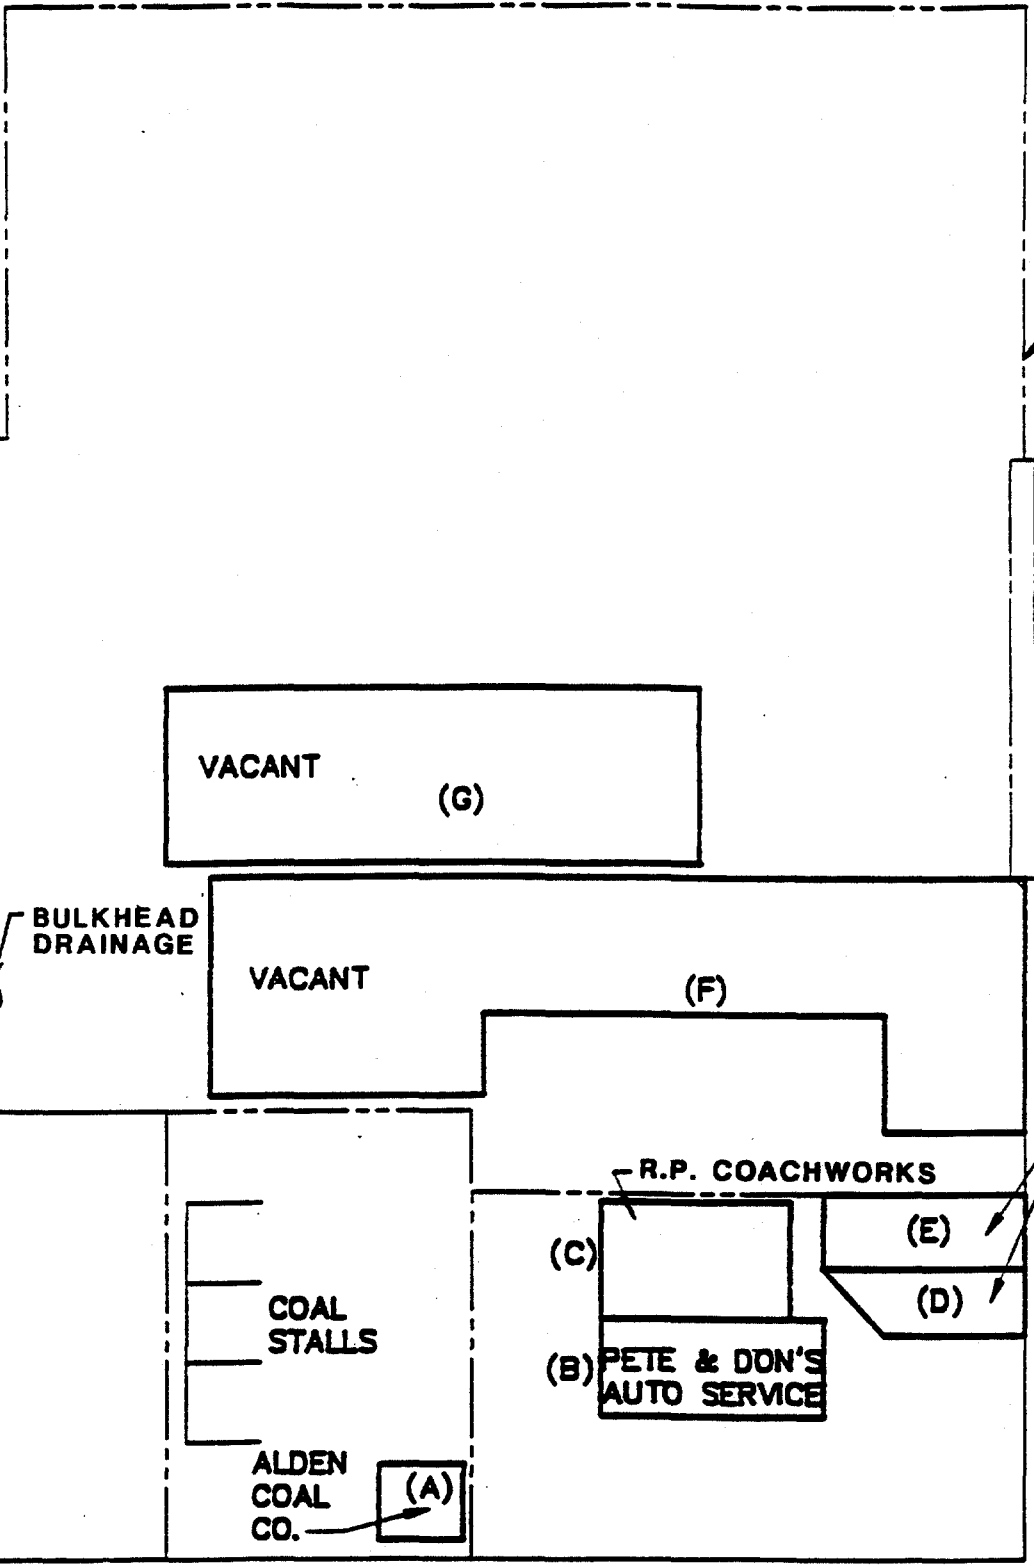 VACANT
(G)
BULKHEAD
DRAINAGE
VACANT
(F)
R.P. COACHWORKS
(C)
(E)
(D)
COAL
STALLS
(B)
PETE & DON'S
AUTO SERVICE
ALDEN
COAL
CO.
(A)